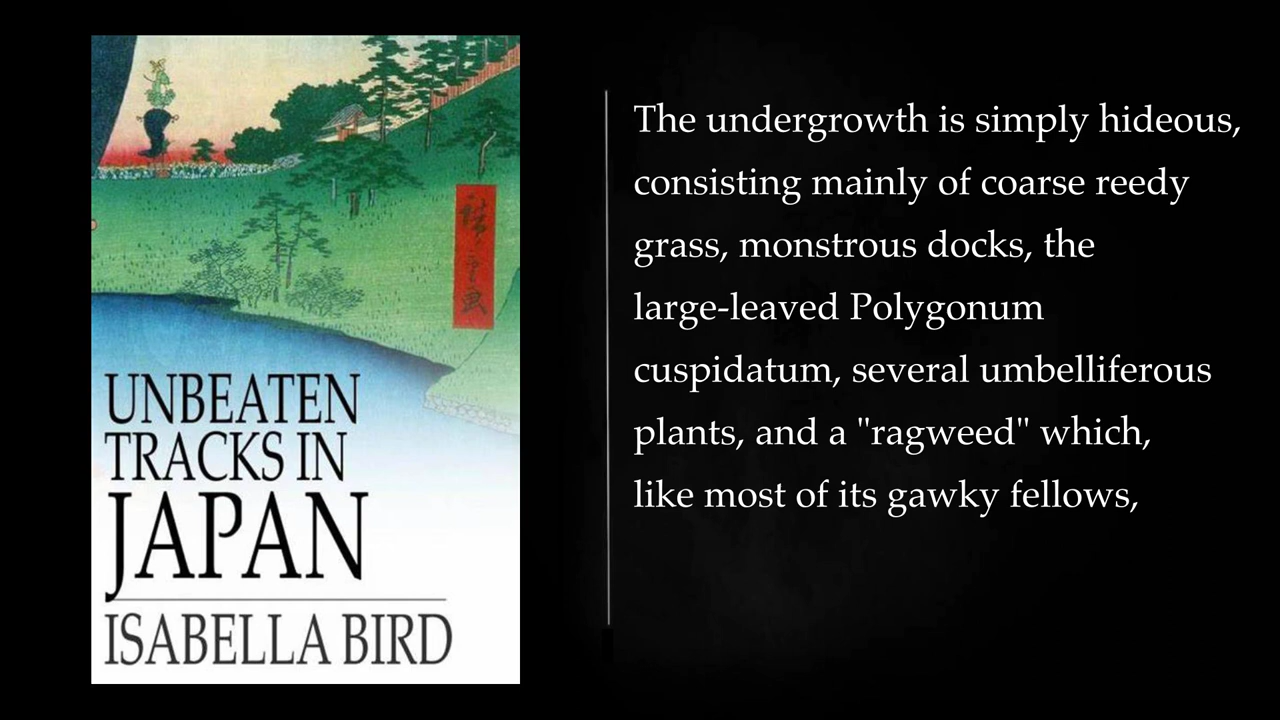 UNBEATEN
TRACKS IN
JAPAN
ISABELLA BIRD
The undergrowth is simply hideous,
consisting mainly of coarse reedy
grass, monstrous docks, the
large-leaved Polygonum
cuspidatum, several umbelliferous
plants, and a "ragweed" which,
like most of its gawky fellows,